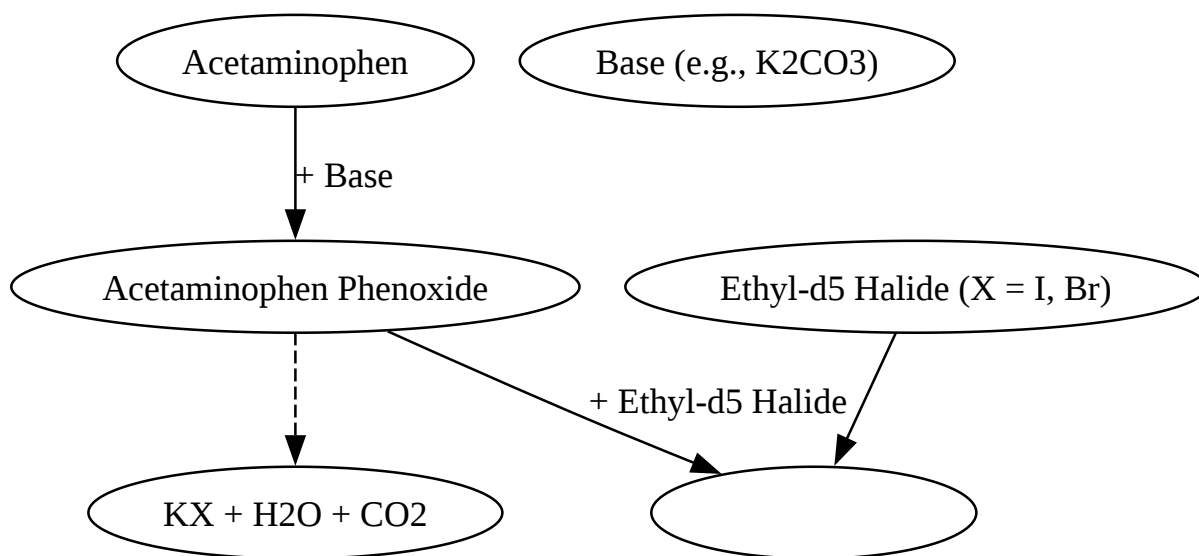 Acetaminophen
Base (e.g., K2CO3)
+ Base
Acetaminophen Phenoxide
Ethyl-d5 Halide (X = I, Br)
+ Ethyl-d5 Halide
KX + H2O + CO2